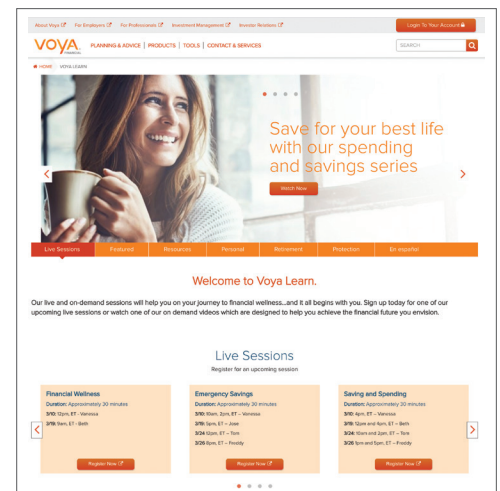 About Voya
For Employers
For Professionals
Investment Management
Investor Relations
Login To Your Account
VOYA
FINANCIAL
PLANNING & ADVICE | PRODUCTS | TOOLS | CONTACT & SERVICES
SEARCH
HOME
VOYA LEARN
Save for your best life
with our spending
and savings series
Watch Now
Live Sessions
Featured
Resources
Personal
Retirement
Protection
En español
Welcome to Voya Learn.
Our live and on-demand sessions will help you on your journey to financial wellness...and it all begins with you. Sign up today for one of our
upcoming live sessions or watch one of our on demand videos which are designed to help you achieve the financial future you envision.
Live Sessions
Register for an upcoming session
Financial Wellness
Duration: Approximately 30 minutes
3/10: 12pm, ET - Vanessa
3/19: 9am, ET - Beth
Register Now
Emergency Savings
Duration: Approximately 30 minutes
3/10: 10am, 2pm, ET – Vanessa
3/19: 5pm, ET – Jose
3/24 12pm, ET – Tom
3/26 8pm, ET – Freddy
Register Now
Saving and Spending
Duration: Approximately 30 minutes
3/10: 4pm, ET - Vanessa
3/19: 12pm and 4pm, ET - Beth
3/24: 10am and 2pm, ET – Tom
3/26 1pm and 5pm, ET – Freddy
Register Now